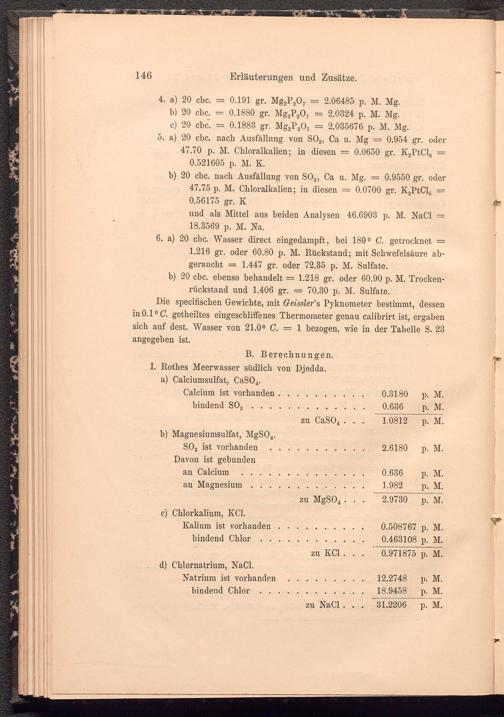 146 Erläuterungen und Zusätze.
4. a) 20 cbc. = 0.191 gr. Mg₂P₂O₇ = 2.06485 p. M. Mg.
b) 20 cbc. = 0.1880 gr. Mg₂P₂O₇ = 2.0324 p. M. Mg.
c) 20 cbc. = 0.1883 gr. Mg₂P₂O₇ = 2,035676 p. M. Mg.
5. a) 20 cbc. nach Ausfällung von SO₃, Ca u. Mg = 0.954 gr. oder
47.70 p. M. Chloralkalien; in diesen = 0.0650 gr. K₂PtCl₆ =
0.521605 p. M. K.
b) 20 cbc. nach Ausfällung von SO₃, Ca u. Mg. = 0.9550 gr. oder
47.75 p. M. Chloralkalien; in diesen = 0.0700 gr. K₂PtCl₆ =
0.56175 gr. K
und als Mittel aus beiden Analysen 46.6903 p. M. NaCl =
18.3569 p. M. Na.
6. a) 20 cbc. Wasser direct eingedampft, bei 180° C. getrocknet =
1.216 gr. oder 60.80 p. M. Rückstand; mit Schwefelsäure ab-
geraucht = 1.447 gr. oder 72.35 p. M. Sulfate.
b) 20 cbc. ebenso behandelt = 1.218 gr. oder 60.90 p. M. Trocken-
rückstand und 1.406 gr. = 70.30 p. M. Sulfate.
Die specifischen Gewichte, mit Geissler's Pyknometer bestimmt, dessen
in 0.1° C. getheiltes eingeschliffenes Thermometer genau calibrirt ist, ergaben
sich auf dest. Wasser von 21.0° C. = 1 bezogen, wie in der Tabelle S. 23
angegeben ist.
B. Berechnungen.
I. Rothes Meerwasser südlich von Djedda.
a) Calciumsulfat, CaSO₄.
Calcium ist vorhanden . . . . . . . . . . 0.3180 p. M.
bindend SO₃ . . . . . . . . . . . . . 0.636 p. M.
zu CaSO₄ . . . 1.0812 p. M.
b) Magnesiumsulfat, MgSO₄.
SO₃ ist vorhanden . . . . . . . . . . . 2.6180 p. M.
Davon ist gebunden
an Calcium . . . . . . . . . . . . . . 0.636 p. M.
an Magnesium . . . . . . . . . . . . . 1.982 p. M.
zu MgSO₄ . . . 2.9730 p. M.
c) Chlorkalium, KCl.
Kalium ist vorhanden . . . . . . . . . . 0.508767 p. M.
bindend Chlor . . . . . . . . . . . . 0.463108 p. M.
zu KCl . . . 0.971875 p. M.
d) Chlornatrium, NaCl.
Natrium ist vorhanden . . . . . . . . . 12.2748 p. M.
bindend Chlor . . . . . . . . . . . . 18.9458 p. M.
zu NaCl . . . 31.2206 p. M.